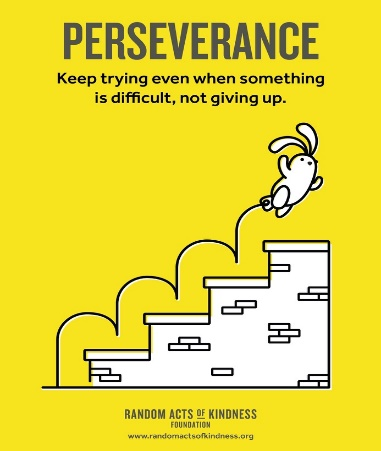 PERSEVERANCE
Keep trying even when something
is difficult, not giving up.
RANDOM ACTS OF KINDNESS
FOUNDATION
www.randomactsofkindness.org